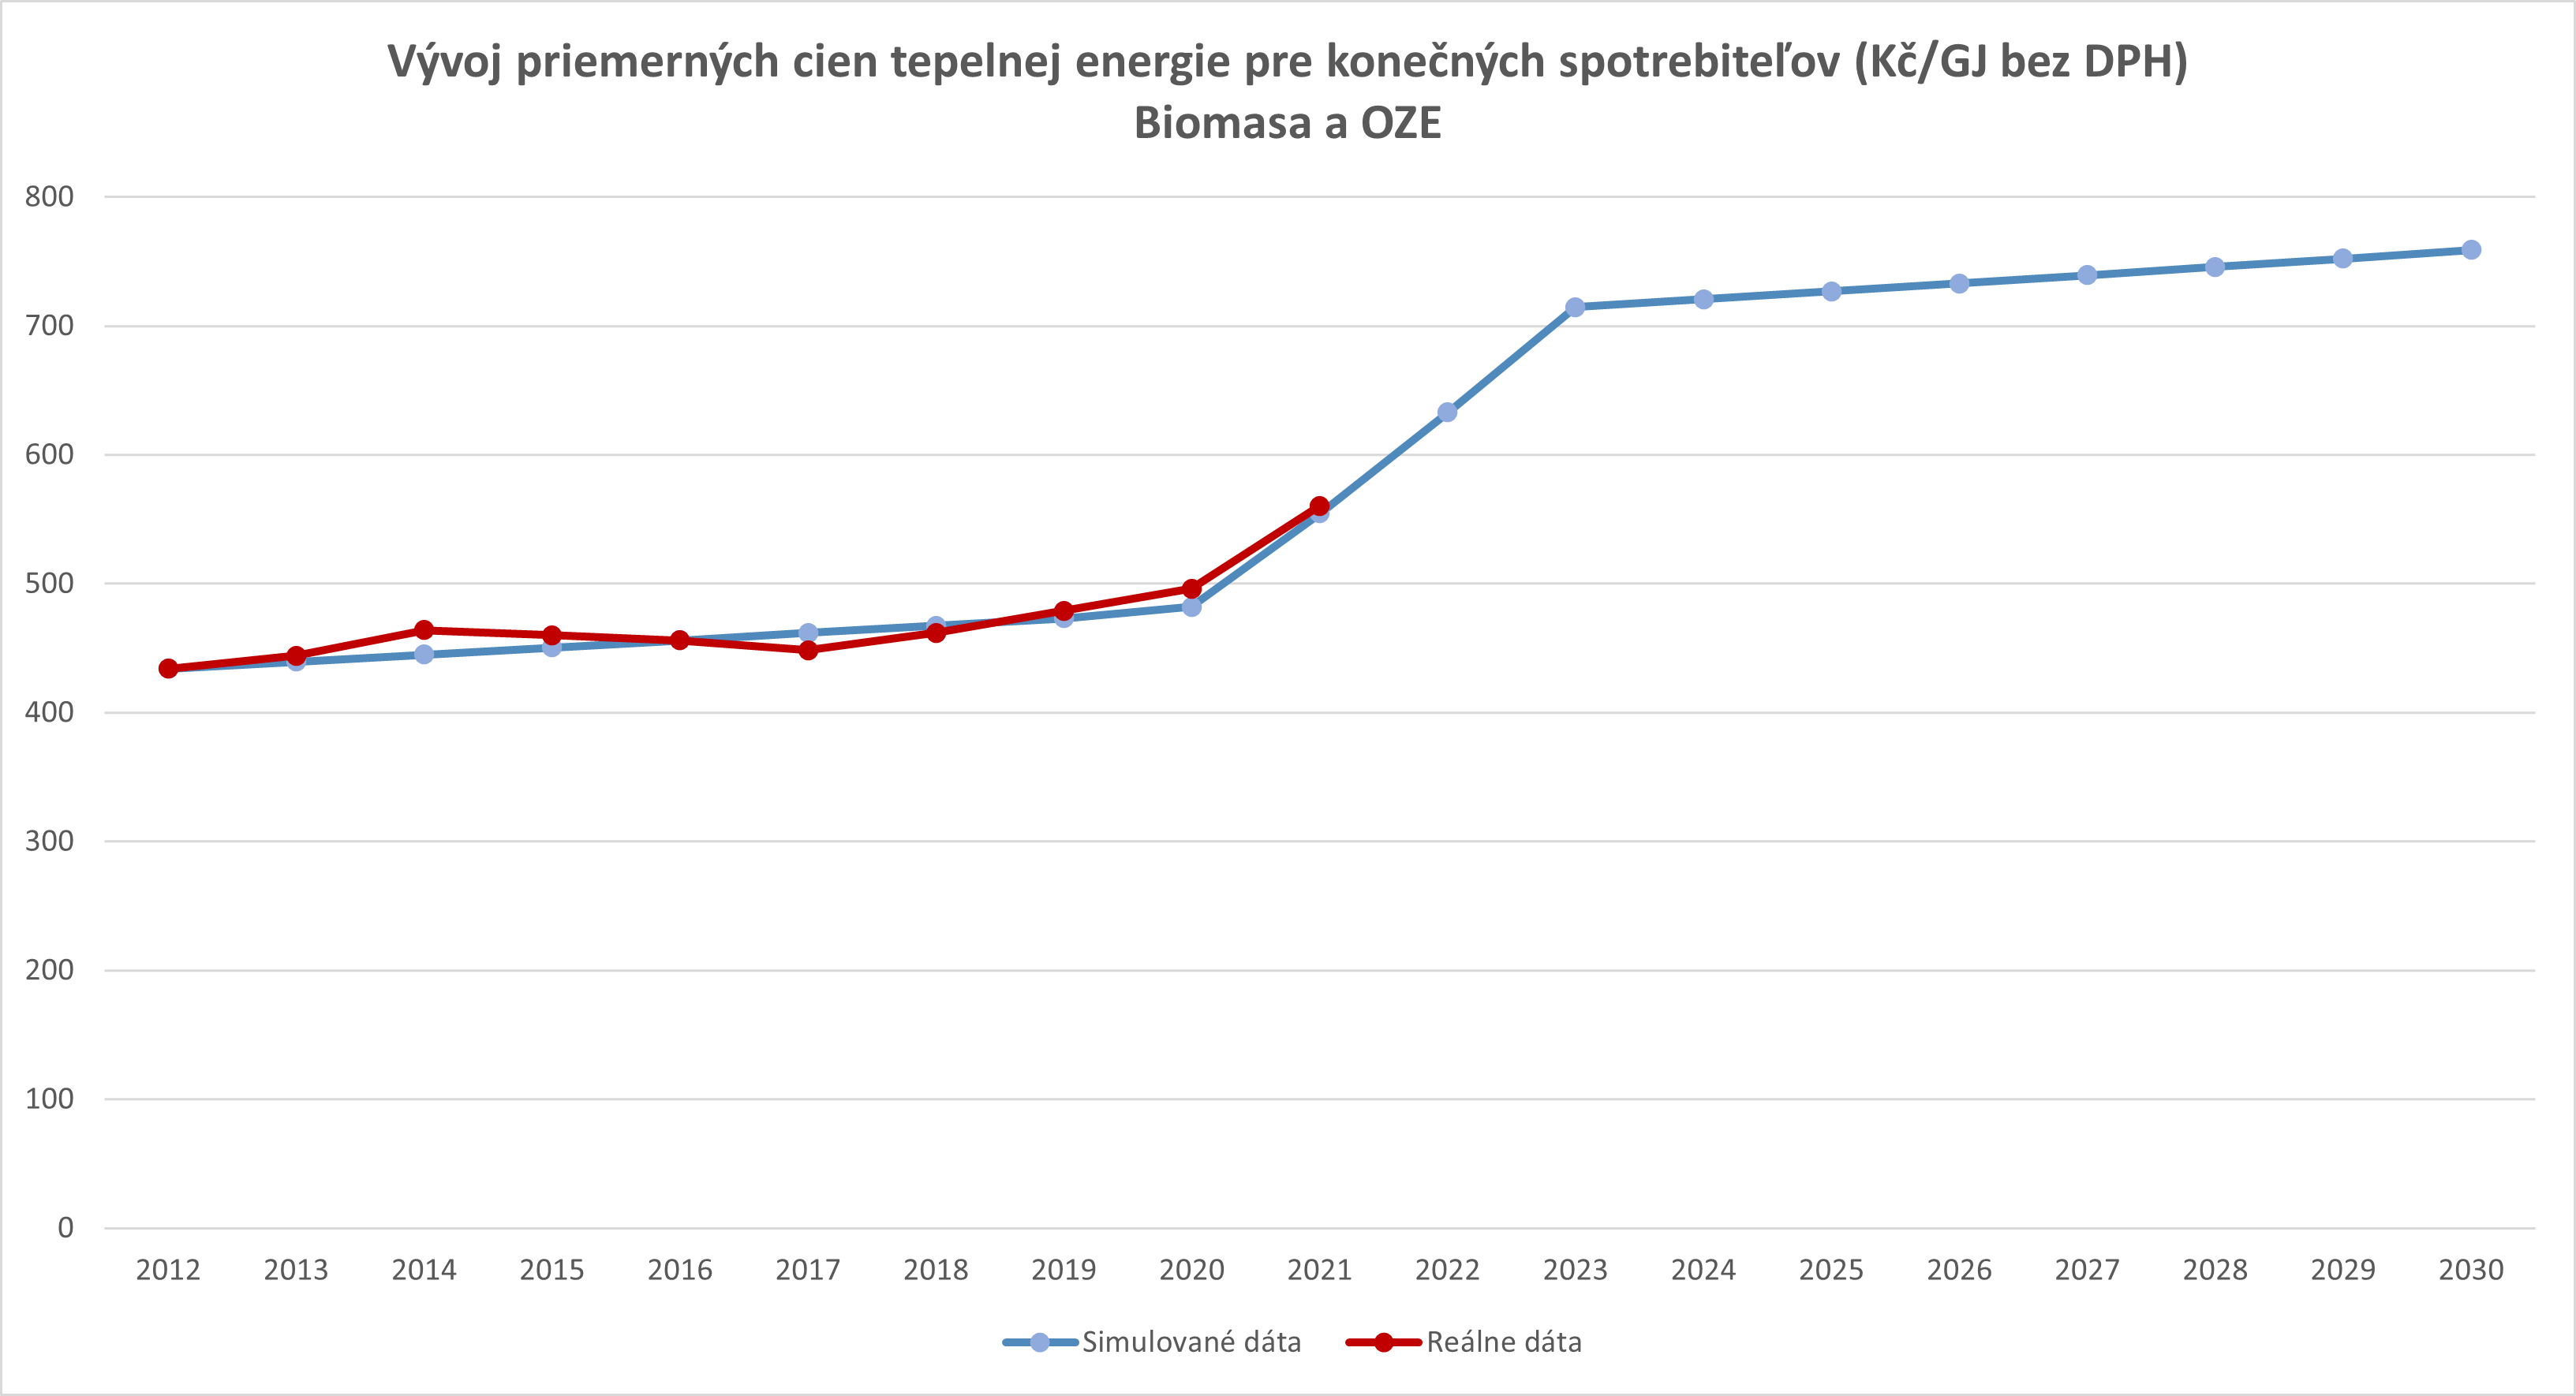 Vývoj priemerných cien tepelnej energie pre konečných spotrebiteľov (Kč/GJ bez DPH)
Biomasa a OZE
800
700
600
500
400
300
200
100
0
2012 2013 2014 2015 2016 2017 2018 2019 2020 2021 2022 2023 2024 2025 2026 2027 2028 2029 2030
Simulované dáta Reálne dáta